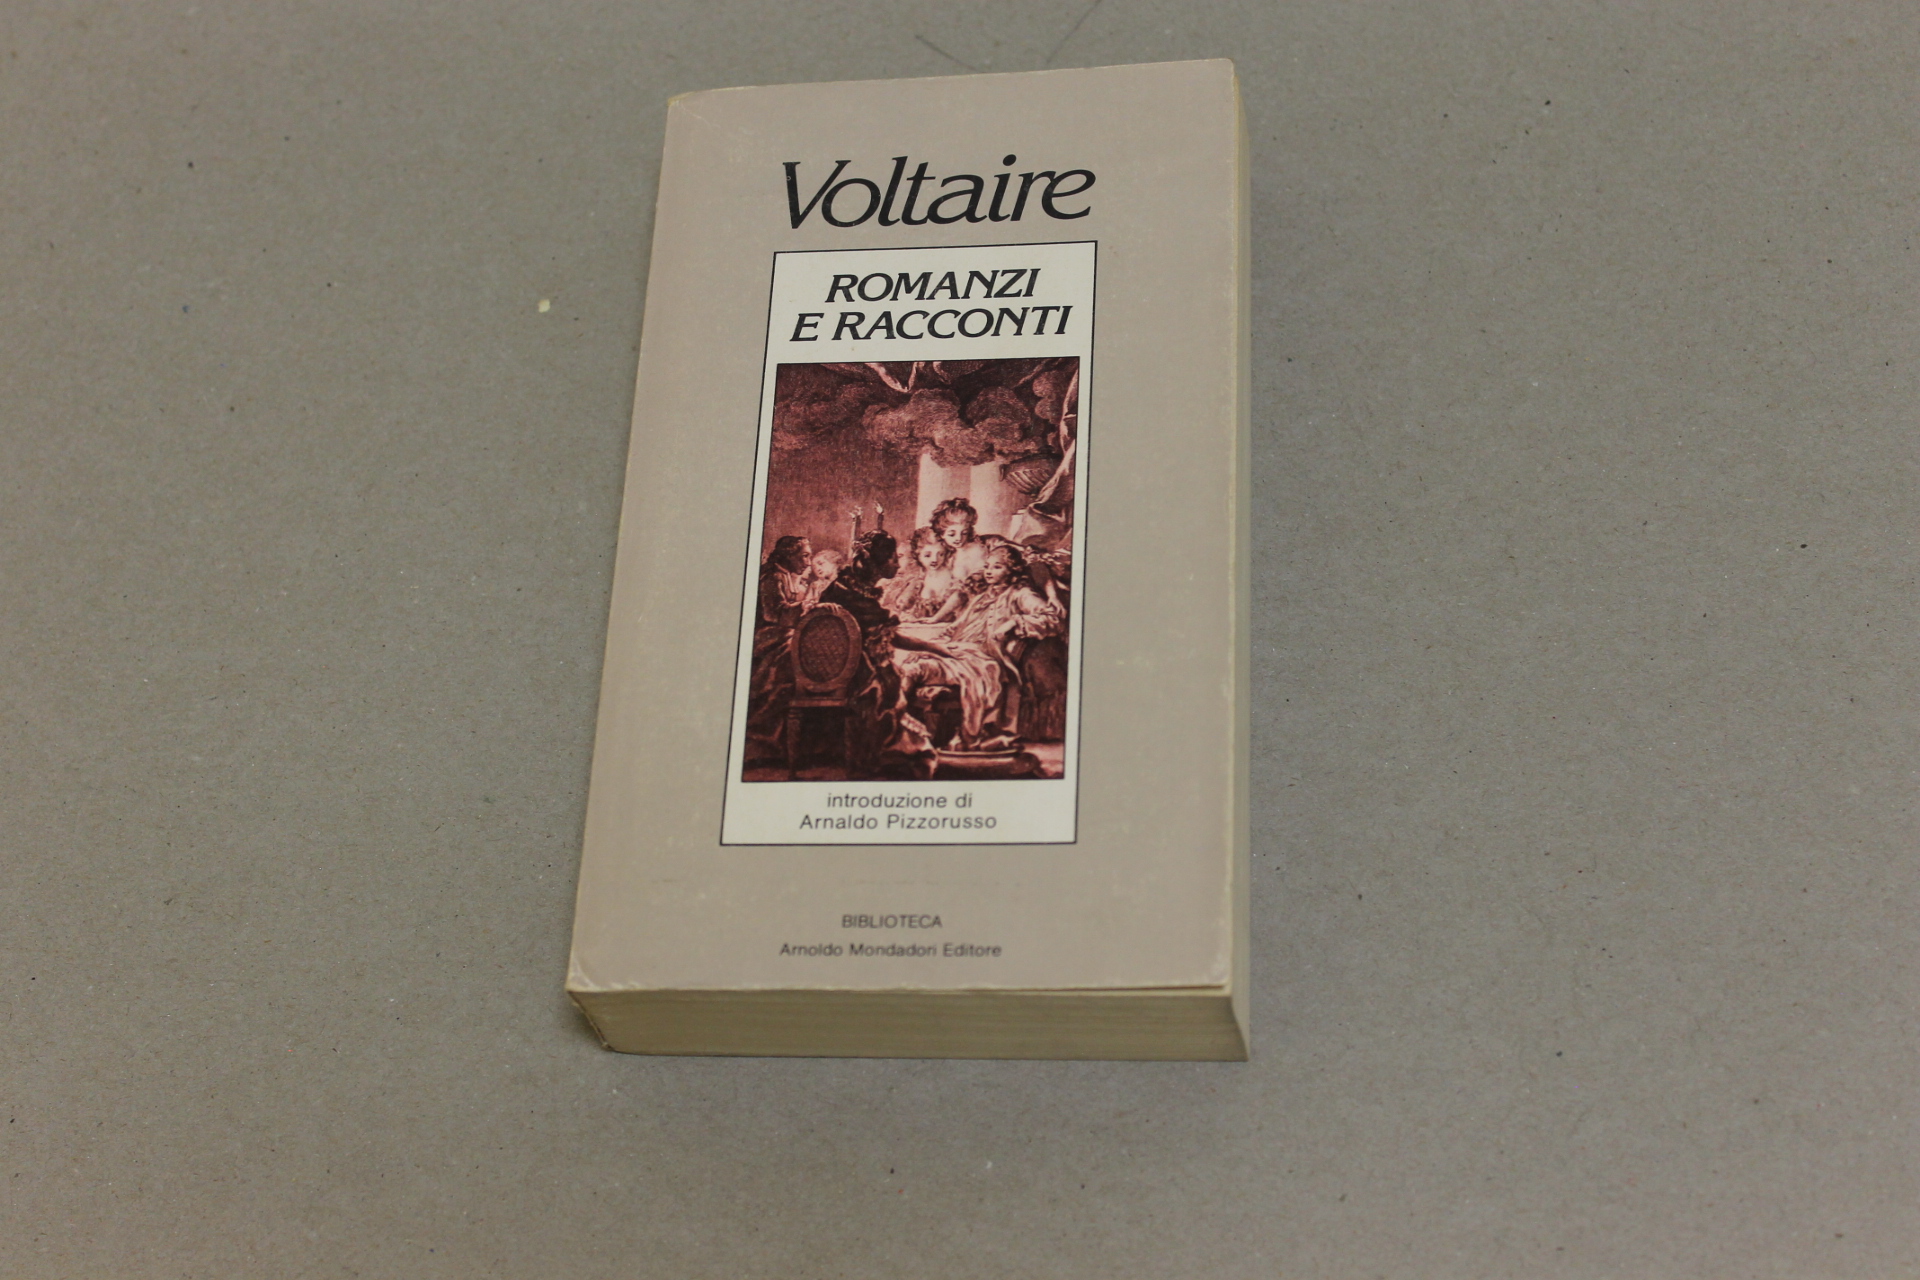 Voltaire
ROMANZI
E RACCONTI
introduzione di
Arnaldo Pizzorusso
BIBLIOTECA
Arnoldo Mondadori Editore